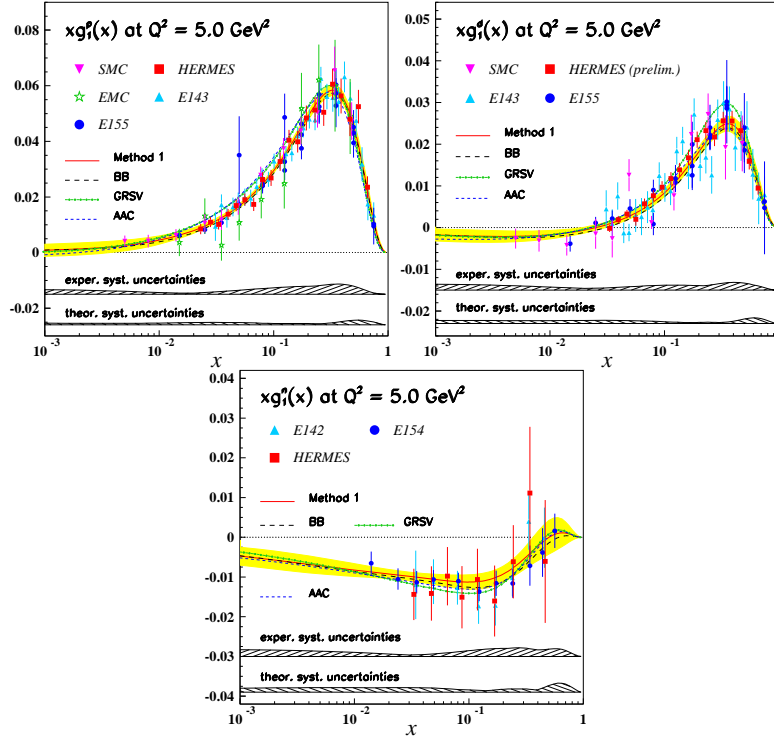 xg₁ᵖ(x) at Q² = 5.0 GeV²
SMC HERMES
EMC E143
E155
Method 1
BB
GRSV
AAC
exper. syst. uncertainties
theor. syst. uncertainties
0.08
0.06
0.04
0.02
0
-0.02
10⁻³ 10⁻² 10⁻¹ 1
x
xg₁ᵈ(x) at Q² = 5.0 GeV²
SMC HERMES (prelim.)
E143 E155
Method 1
BB
GRSV
AAC
exper. syst. uncertainties
theor. syst. uncertainties
0.05
0.04
0.03
0.02
0.01
0
-0.01
-0.02
10⁻³ 10⁻² 10⁻¹
x
xg₁ⁿ(x) at Q² = 5.0 GeV²
E142 E154
HERMES
Method 1
BB GRSV
AAC
exper. syst. uncertainties
theor. syst. uncertainties
0.04
0.03
0.02
0.01
0
-0.01
-0.02
-0.03
-0.04
10⁻³ 10⁻² 10⁻¹ 1
x